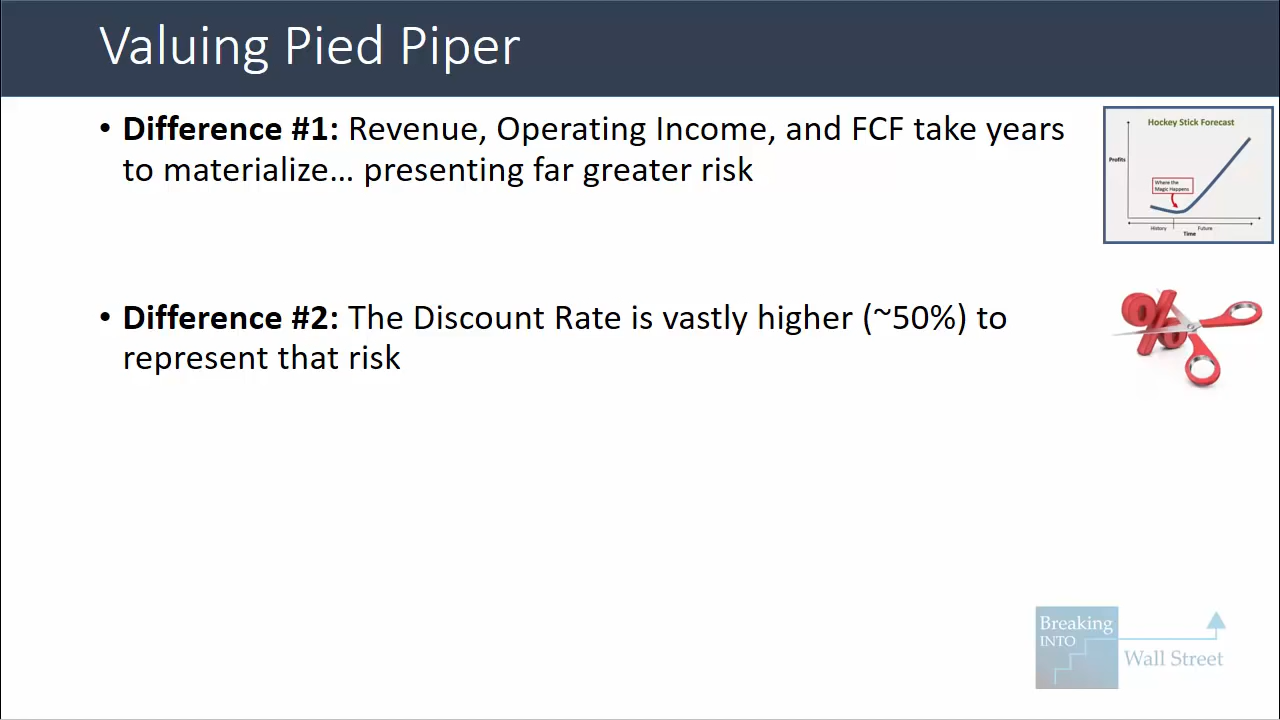 Valuing Pied Piper
• Difference #1: Revenue, Operating Income, and FCF take years
to materialize... presenting far greater risk
Hockey Stick Forecast
Profits
Where the
Magic Happens
History
Future
Time
• Difference #2: The Discount Rate is vastly higher (~50%) to
represent that risk
%
Breaking
INTO
Wall Street